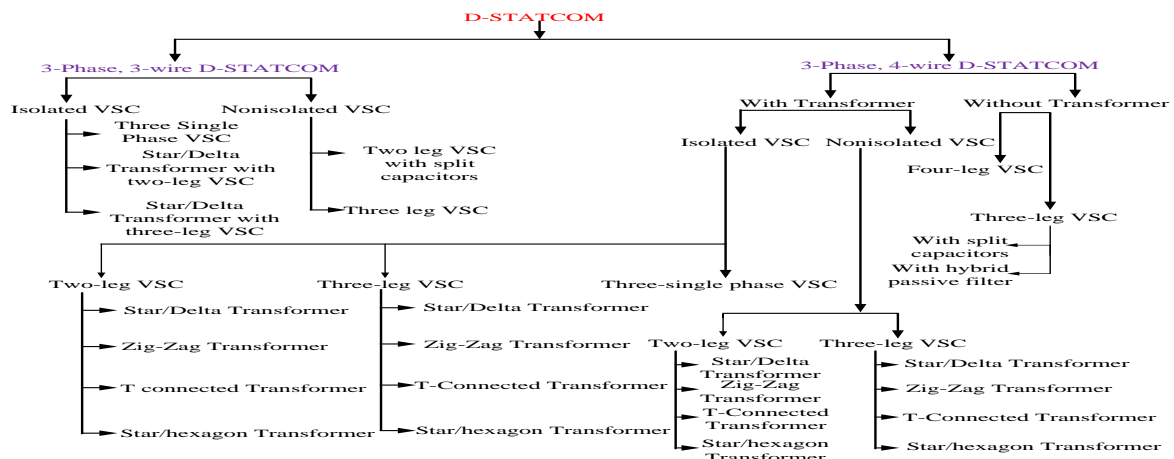 D-STATCOM
3-Phase, 3-wire D-STATCOM
3-Phase, 4-wire D-STATCOM
Isolated VSC
Nonisolated VSC
With Transformer
Without Transformer
Three Single
Phase VSC
Star/Delta
Transformer with
two-leg VSC
Star/Delta
Transformer with
three-leg VSC
Two leg VSC
with split
capacitors
Three leg VSC
Isolated VSC
Nonisolated VSC
Four-leg VSC
Three-leg VSC
With split
capacitors
With hybrid
passive filter
Two-leg VSC
Three-leg VSC
Three-single phase VSC
Star/Delta Transformer
Zig-Zag Transformer
T connected Transformer
Star/hexagon Transformer
Star/Delta Transformer
Zig-Zag Transformer
T-Connected Transformer
Star/hexagon Transformer
Two-leg VSC
Three-leg VSC
Star/Delta
Transformer
Zig-Zag
Transformer
T-Connected
Transformer
Star/hexagon
Transformer
Star/Delta Transformer
Zig-Zag Transformer
T-Connected Transformer
Star/hexagon Transformer